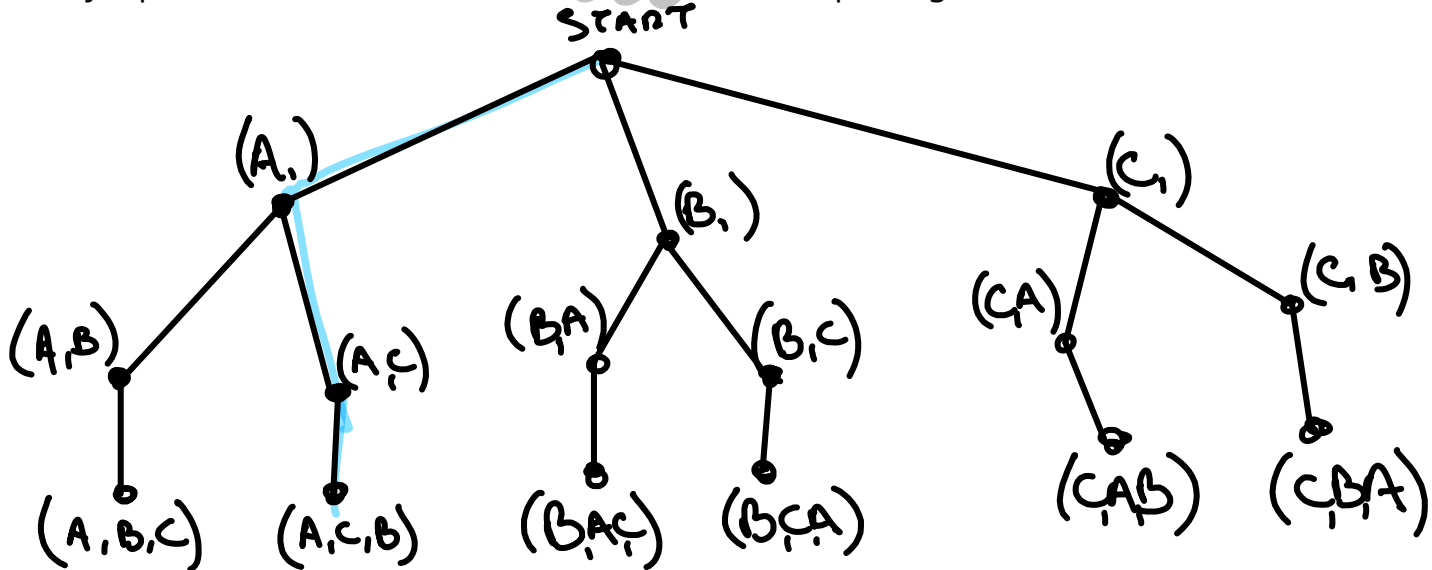 START
(A,)
(B,)
(C,)
(A,B)
(A,C)
(B,A)
(B,C)
(C,A)
(C,B)
(A,B,C)
(A,C,B)
(B,A,C,)
(B,C,A)
(C,A,B)
(C,B,A)